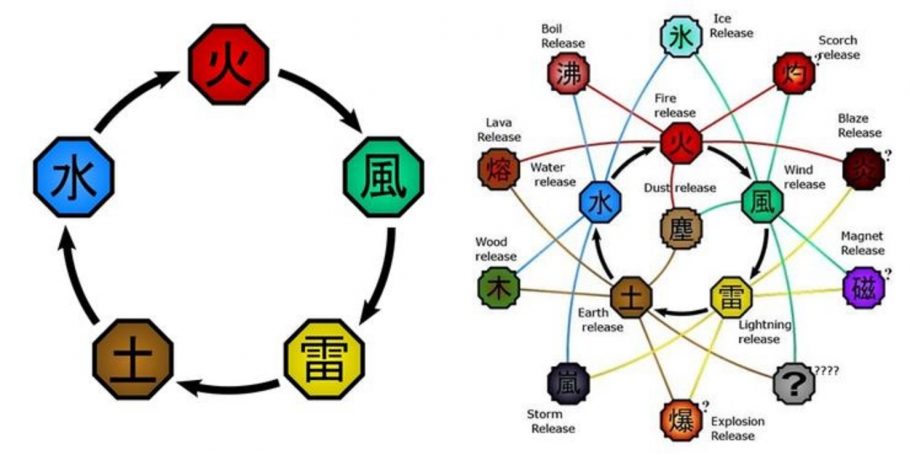 火
水
風
土
雷
Ice
Release
氷
Boil
Release
沸
Scorch
release
灼?
Fire
release
火
Lava
Release
熔
Blaze
Release
炎?
Water
release
水
Dust release
塵
Wind
release
風
Wood
release
木
Magnet
Release
磁?
Earth
release
土
雷
Lightning
release
Storm
Release
嵐
?
????
爆?
Explosion
Release